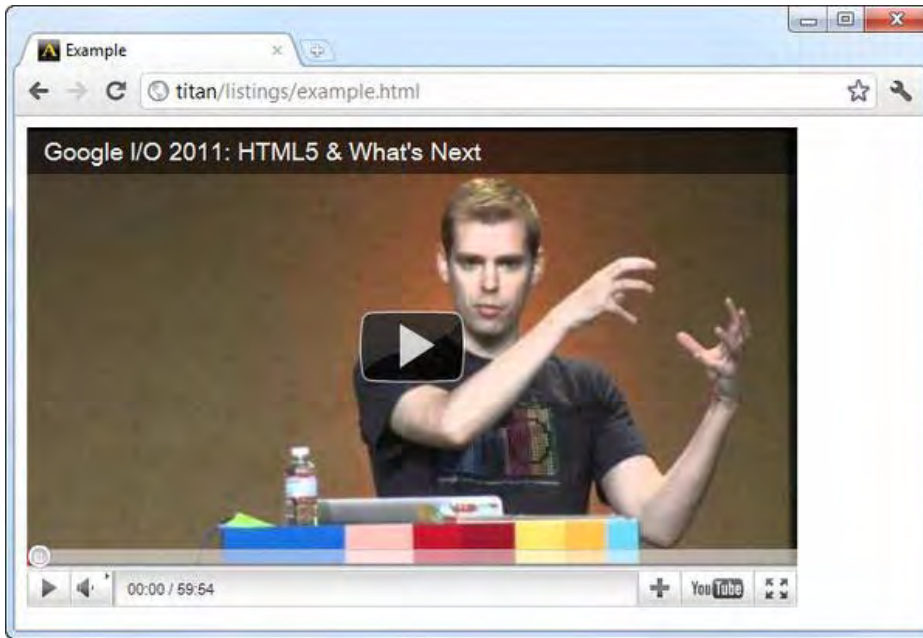 Example
titan/listings/example.html
Google I/O 2011: HTML5 & What's Next
00:00 / 59:54
YouTube